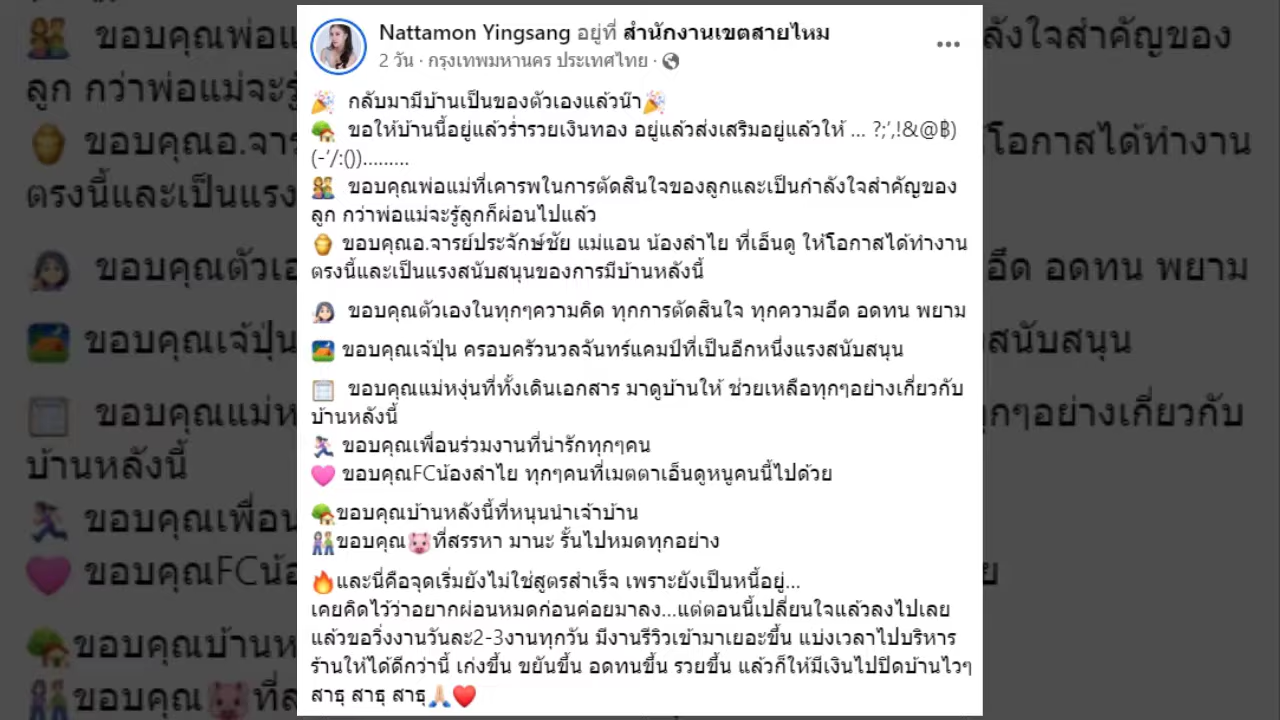 Nattamon Yingsang อยู่ที่ สำนักงานเขตสายไหม
2 วัน · กรุงเทพมหานคร ประเทศไทย ·
🎉 กลับมามีบ้านเป็นของตัวเองแล้วน๊า🎉
🏡 ขอให้บ้านนี้อยู่แล้วร่ำรวยเงินทอง อยู่แล้วส่งเสริมอยู่แล้วให้ ... ?;',!&@฿)
(-'/:()).........
👫 ขอบคุณพ่อแม่ที่เคารพในการตัดสินใจของลูกและเป็นกำลังใจสำคัญของ
ลูก กว่าพ่อแม่จะรู้ลูกก็ผ่อนไปแล้ว
⚱️ ขอบคุณอ.จารย์ประจักษ์ชัย แม่แอน น้องลำไย ที่เอ็นดู ให้โอกาสได้ทำงาน
ตรงนี้และเป็นแรงสนับสนุนของการมีบ้านหลังนี้
💁🏻‍♀️ ขอบคุณตัวเองในทุกๆความคิด ทุกการตัดสินใจ ทุกความอึด อดทน พยาม
🏕️ ขอบคุณเจ้ปุ่น ครอบครัวนวลจันทร์แคมป์ที่เป็นอีกหนึ่งแรงสนับสนุน
📋 ขอบคุณแม่หงุ่นที่ทั้งเดินเอกสาร มาดูบ้านให้ ช่วยเหลือทุกๆอย่างเกี่ยวกับ
บ้านหลังนี้
🏃🏻‍♀️ ขอบคุณเพื่อนร่วมงานที่น่ารักทุกๆคน
🩷 ขอบคุณFCน้องลำไย ทุกๆคนที่เมตตาเอ็นดูหนูคนนี้ไปด้วย
🏡ขอบคุณบ้านหลังนี้ที่หนุนนำเจ้าบ้าน
👭ขอบคุณ🐷ที่สรรหา มานะ รั้นไปหมดทุกอย่าง
🔥และนี่คือจุดเริ่มยังไม่ใช่สูตรสำเร็จ เพราะยังเป็นหนี้อยู่...
เคยคิดไว้ว่าอยากผ่อนหมดก่อนค่อยมาลง...แต่ตอนนี้เปลี่ยนใจแล้วลงไปเลย
แล้วขอวิ่งงานวันละ2-3งานทุกวัน มีงานรีวิวเข้ามาเยอะขึ้น แบ่งเวลาไปบริหาร
ร้านให้ได้ดีกว่านี้ เก่งขึ้น ขยันขึ้น อดทนขึ้น รวยขึ้น แล้วก็ให้มีเงินไปปิดบ้านไวๆ
สาธุ สาธุ สาธุ🙏🏻❤️